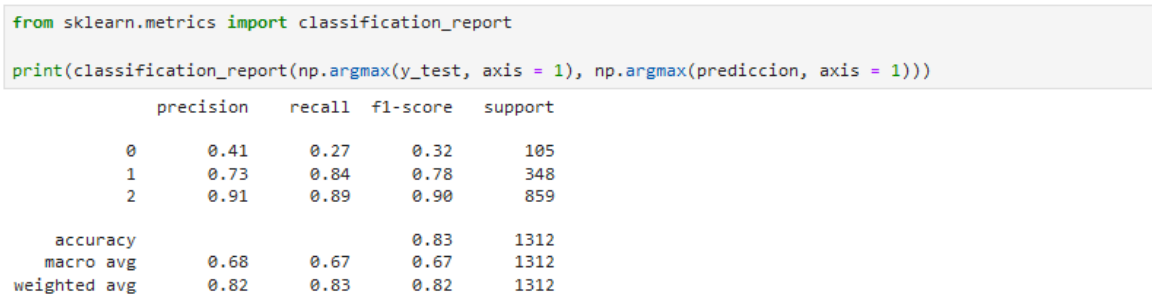 from sklearn.metrics import classification_report
print(classification_report(np.argmax(y_test, axis = 1), np.argmax(prediccion, axis = 1)))
precision recall f1-score support
0 0.41 0.27 0.32 105
1 0.73 0.84 0.78 348
2 0.91 0.89 0.90 859
accuracy 0.83 1312
macro avg 0.68 0.67 0.67 1312
weighted avg 0.82 0.83 0.82 1312